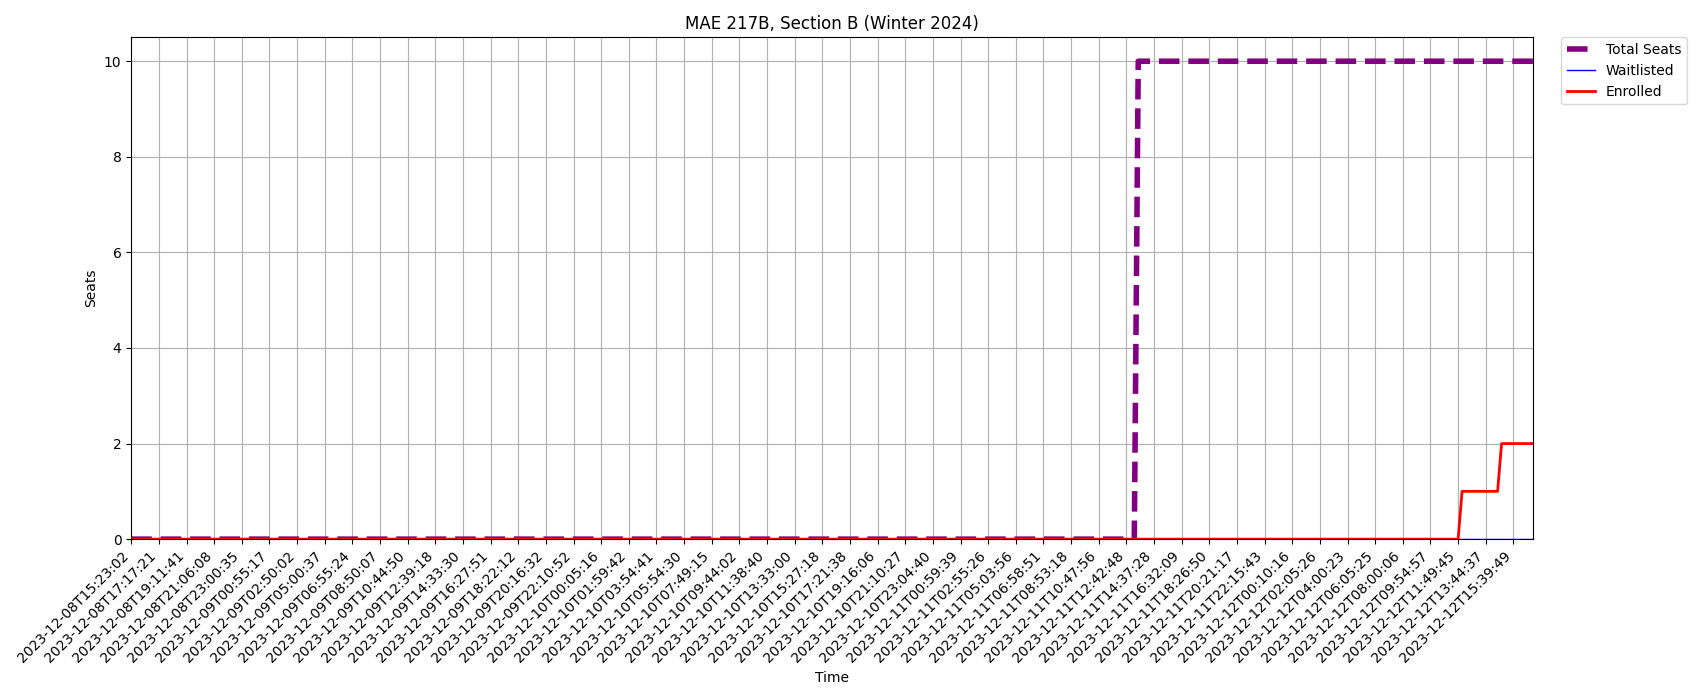 MAE 217B, Section B (Winter 2024)
Total Seats
Waitlisted
Enrolled
Seats
10
8
6
4
2
0
2023-12-08T15:23:02
2023-12-08T17:17:21
2023-12-08T19:11:41
2023-12-08T21:06:08
2023-12-08T23:00:35
2023-12-09T00:55:17
2023-12-09T02:50:02
2023-12-09T05:00:37
2023-12-09T06:55:24
2023-12-09T08:50:07
2023-12-09T10:44:50
2023-12-09T12:39:18
2023-12-09T14:33:30
2023-12-09T16:27:51
2023-12-09T18:22:12
2023-12-09T20:16:32
2023-12-09T22:10:52
2023-12-10T00:05:16
2023-12-10T01:59:42
2023-12-10T03:54:41
2023-12-10T05:54:30
2023-12-10T07:49:15
2023-12-10T09:44:02
2023-12-10T11:38:40
2023-12-10T13:33:00
2023-12-10T15:27:18
2023-12-10T17:21:38
2023-12-10T19:16:06
2023-12-10T21:10:27
2023-12-10T23:04:40
2023-12-11T00:59:39
2023-12-11T02:55:26
2023-12-11T05:03:56
2023-12-11T06:58:51
2023-12-11T08:53:18
2023-12-11T10:47:56
2023-12-11T12:42:48
2023-12-11T14:37:28
2023-12-11T16:32:09
2023-12-11T18:26:50
2023-12-11T20:21:17
2023-12-11T22:15:43
2023-12-12T00:10:16
2023-12-12T02:05:26
2023-12-12T04:00:23
2023-12-12T06:05:25
2023-12-12T08:00:06
2023-12-12T09:54:57
2023-12-12T11:49:45
2023-12-12T13:44:37
2023-12-12T15:39:49
Time